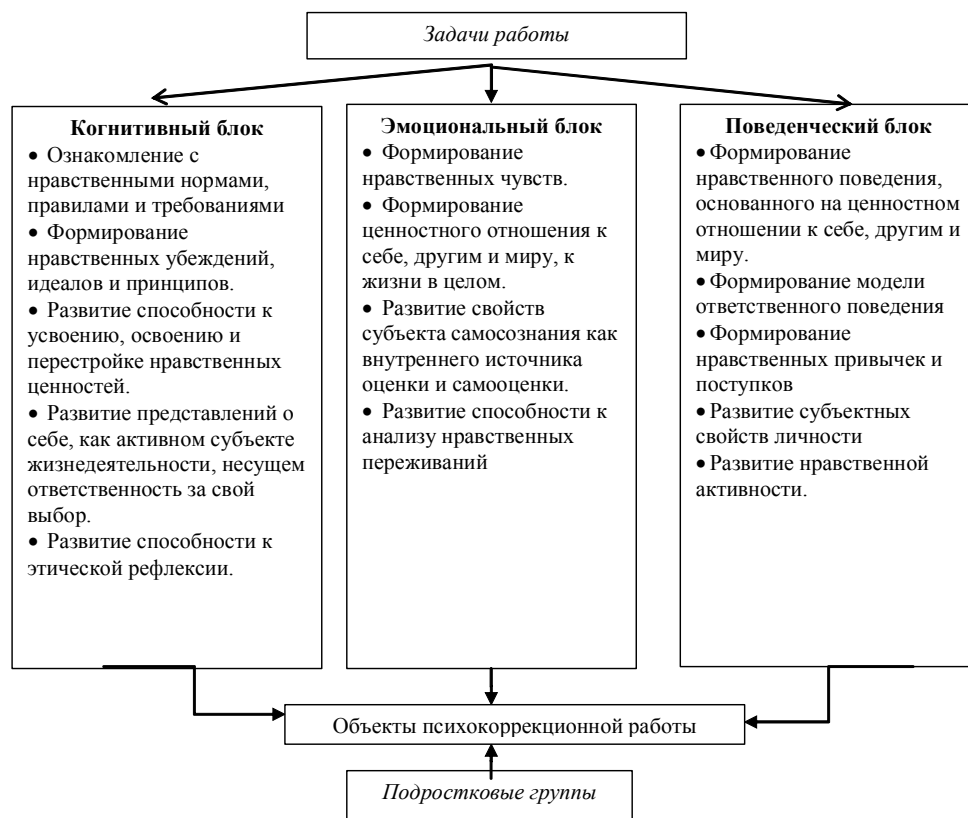 Задачи работы
Когнитивный блок
• Ознакомление с
нравственными нормами,
правилами и требованиями
• Формирование
нравственных убеждений,
идеалов и принципов.
• Развитие способности к
усвоению, освоению и
перестройке нравственных
ценностей.
• Развитие представлений о
себе, как активном субъекте
жизнедеятельности, несущем
ответственность за свой
выбор.
• Развитие способности к
этической рефлексии.
Эмоциональный блок
• Формирование
нравственных чувств.
• Формирование
ценностного отношения к
себе, другим и миру, к
жизни в целом.
• Развитие свойств
субъекта самосознания как
внутреннего источника
оценки и самооценки.
• Развитие способности к
анализу нравственных
переживаний
Поведенческий блок
• Формирование
нравственного поведения,
основанного на ценностном
отношении к себе, другим и
миру.
• Формирование модели
ответственного поведения
• Формирование
нравственных привычек и
поступков
• Развитие субъектных
свойств личности
• Развитие нравственной
активности.
Объекты психокоррекционной работы
Подростковые группы